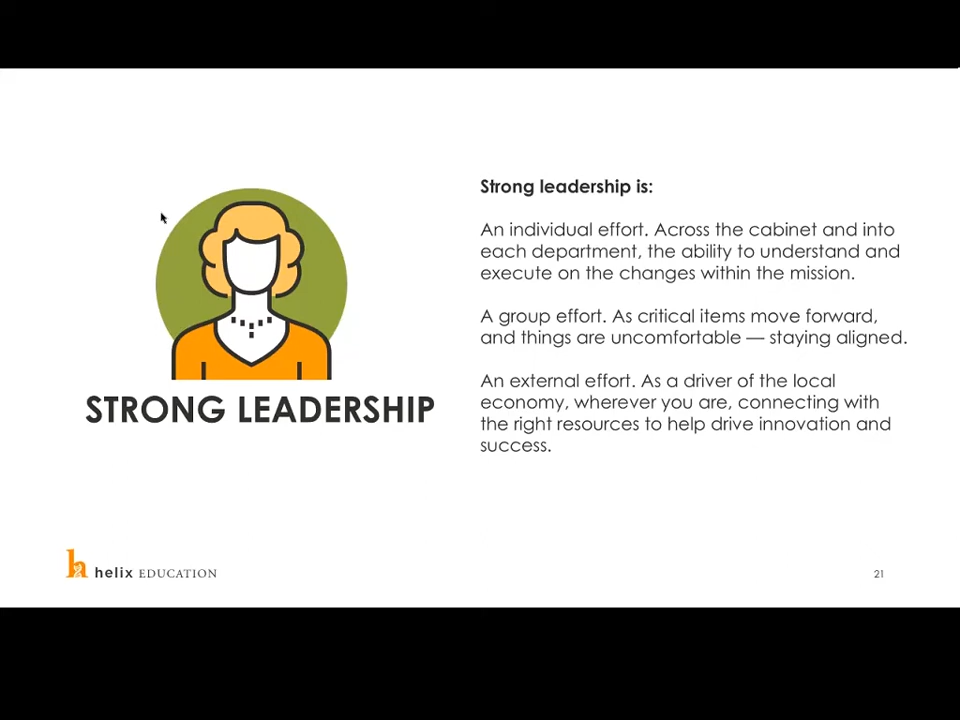 Strong leadership is:
An individual effort. Across the cabinet and into
each department, the ability to understand and
execute on the changes within the mission.
A group effort. As critical items move forward,
and things are uncomfortable — staying aligned.
An external effort. As a driver of the local
economy, wherever you are, connecting with
the right resources to help drive innovation and
success.
STRONG LEADERSHIP
h helix EDUCATION
21